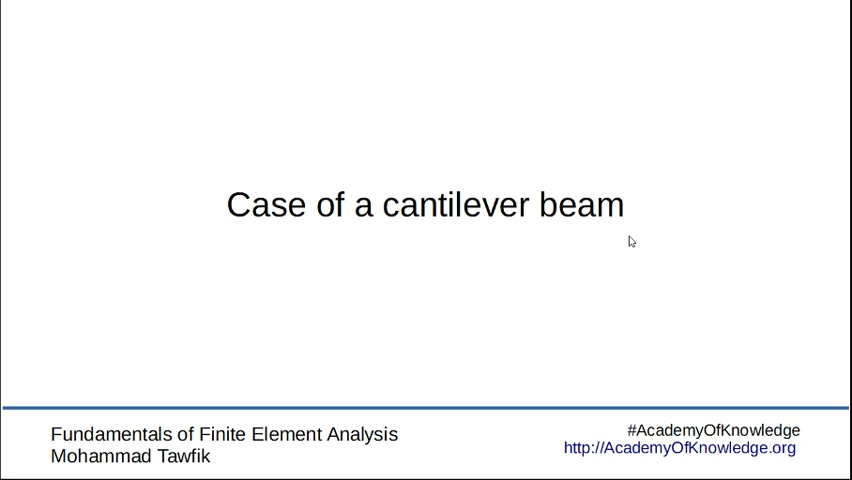 Case of a cantilever beam
Fundamentals of Finite Element Analysis
Mohammad Tawfik
#AcademyOfKnowledge
http://AcademyOfKnowledge.org